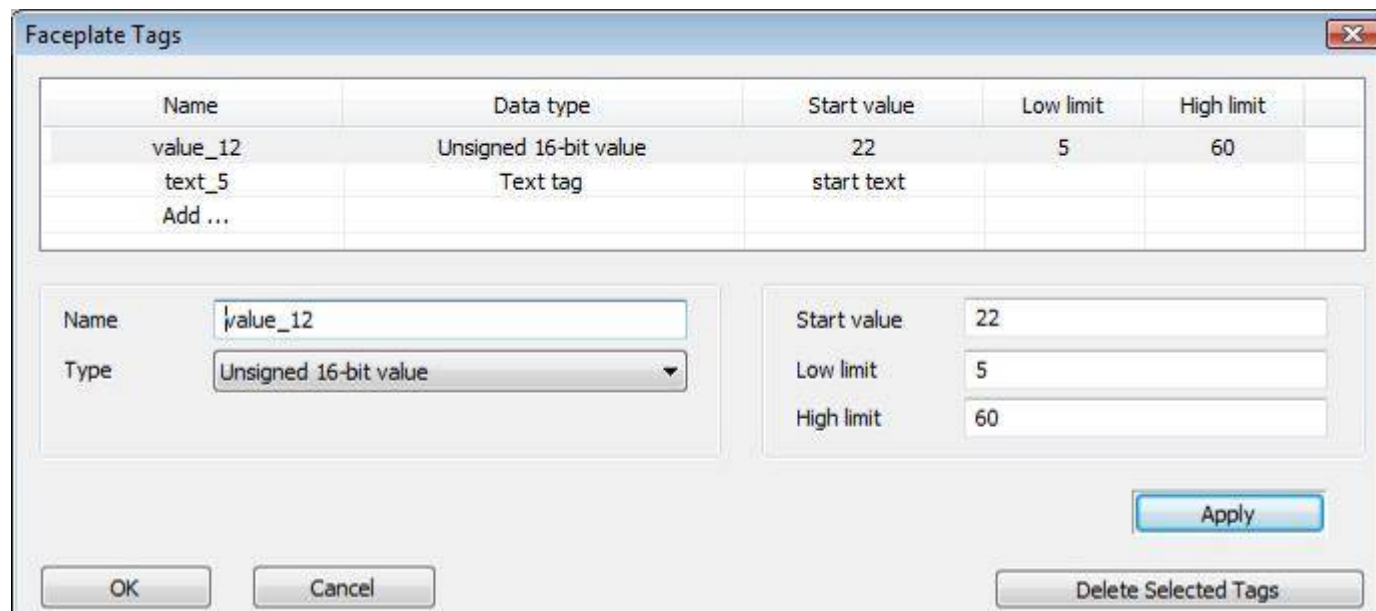 Faceplate Tags
Name Data type Start value Low limit High limit
value_12 Unsigned 16-bit value 22 5 60
text_5 Text tag start text
Add ...
Name value_12
Type Unsigned 16-bit value
Start value 22
Low limit 5
High limit 60
Apply
OK Cancel Delete Selected Tags